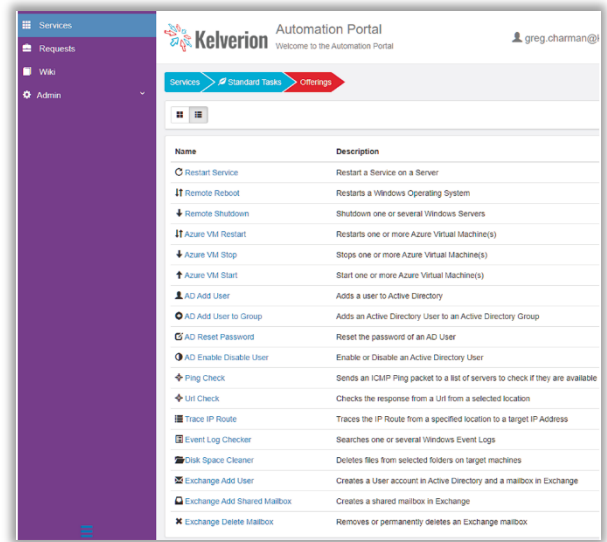 Services
Requests
Wiki
Admin
Kelverion
Automation Portal
Welcome to the Automation Portal
greg.charman@
Services
Standard Tasks
Offerings
Name Description
Restart Service Restart a Service on a Server
Remote Reboot Restarts a Windows Operating System
Remote Shutdown Shutdown one or several Windows Servers
Azure VM Restart Restarts one or more Azure Virtual Machine(s)
Azure VM Stop Stops one or more Azure Virtual Machine(s)
Azure VM Start Start one or more Azure Virtual Machine(s)
AD Add User Adds a user to Active Directory
AD Add User to Group Adds an Active Directory User to an Active Directory Group
AD Reset Password Reset the password of an AD User
AD Enable Disable User Enable or Disable an Active Directory User
Ping Check Sends an ICMP Ping packet to a list of servers to check if they are available
Url Check Checks the response from a Url from a selected location
Trace IP Route Traces the IP Route from a specified location to a target IP Address
Event Log Checker Searches one or several Windows Event Logs
Disk Space Cleaner Deletes files from selected folders on target machines
Exchange Add User Creates a User account in Active Directory and a mailbox in Exchange
Exchange Add Shared Mailbox Creates a shared mailbox in Exchange
Exchange Delete Mailbox Removes or permanently deletes an Exchange mailbox